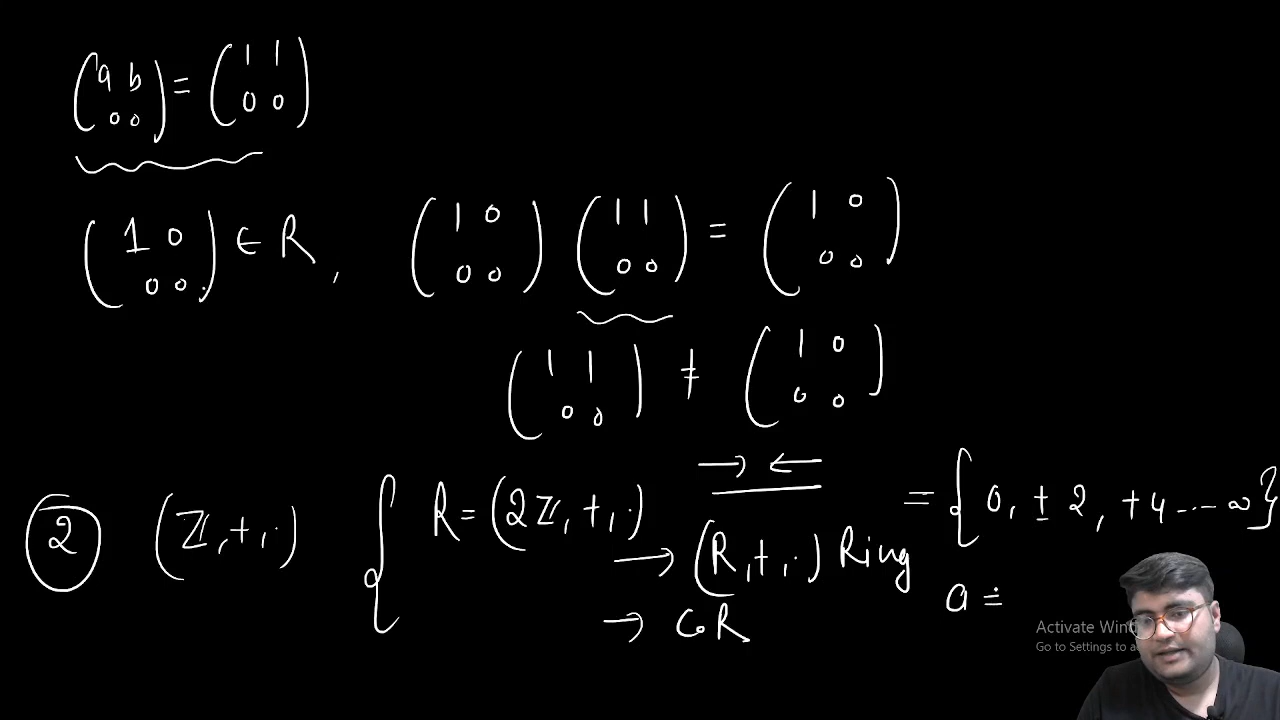 (a b
0 0) = (1 1
0 0)
(1 0
0 0) ∈ R, (1 0
0 0) (1 1
0 0) = (1 0
0 0)
(1 1
0 0) ≠ (1 0
0 0)
→ ←
② (ℤ, +, ·) { R = (2ℤ, +, ·) = {0, ± 2, +4 ... ∞}
→ (R, +, ·) Ring
→ CR
a =
Activate Wind
Go to Settings to a